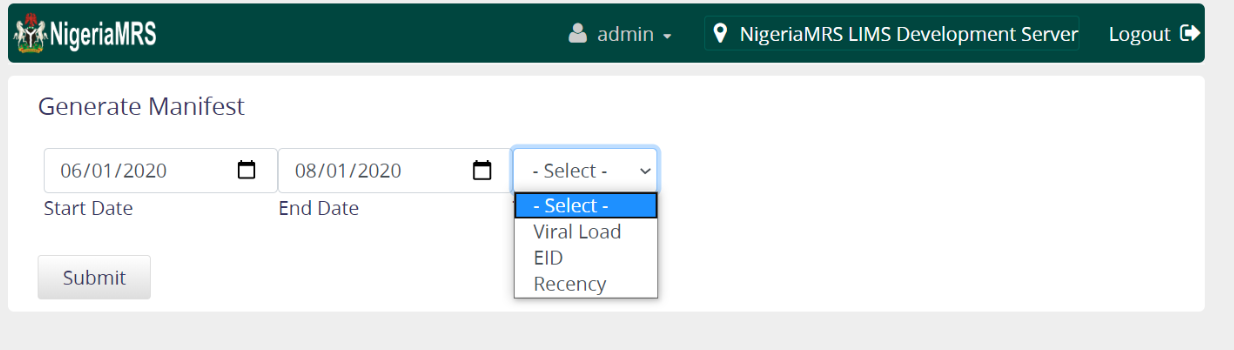 NigeriaMRS admin NigeriaMRS LIMS Development Server Logout
Generate Manifest
06/01/2020 08/01/2020 - Select -
Start Date End Date
- Select -
Viral Load
EID
Recency
Submit